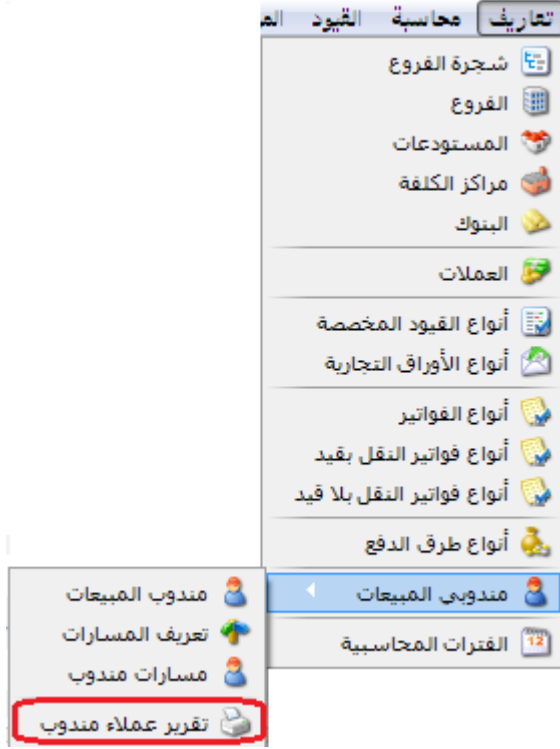 تعاريف محاسبة القيود
شجرة الفروع
الفروع
المستودعات
مراكز الكلفة
البنوك
العملات
أنواع القيود المخصصة
أنواع الأوراق التجارية
أنواع الفواتير
أنواع فواتير النقل بقيد
أنواع فواتير النقل بلا قيد
أنواع طرق الدفع
مندوبي المبيعات
الفترات المحاسبية
مندوب المبيعات
تعريف المسارات
مسارات مندوب
تقرير عملاء مندوب